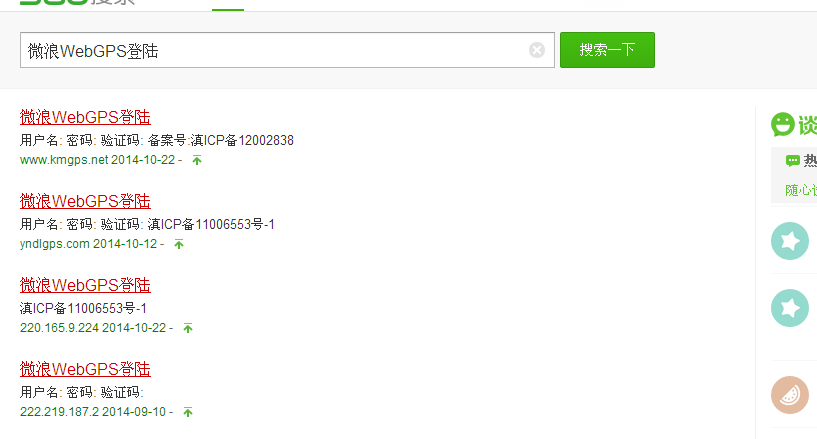 微浪WebGPS登陆
搜索一下
微浪WebGPS登陆
用户名: 密码: 验证码: 备案号:滇ICP备12002838
www.kmgps.net 2014-10-22 -
微浪WebGPS登陆
用户名: 密码: 验证码: 滇ICP备11006553号-1
yndlgps.com 2014-10-12 -
微浪WebGPS登陆
滇ICP备11006553号-1
220.165.9.224 2014-10-22 -
微浪WebGPS登陆
用户名: 密码: 验证码:
222.219.187.2 2014-09-10 -
谈
热
随心